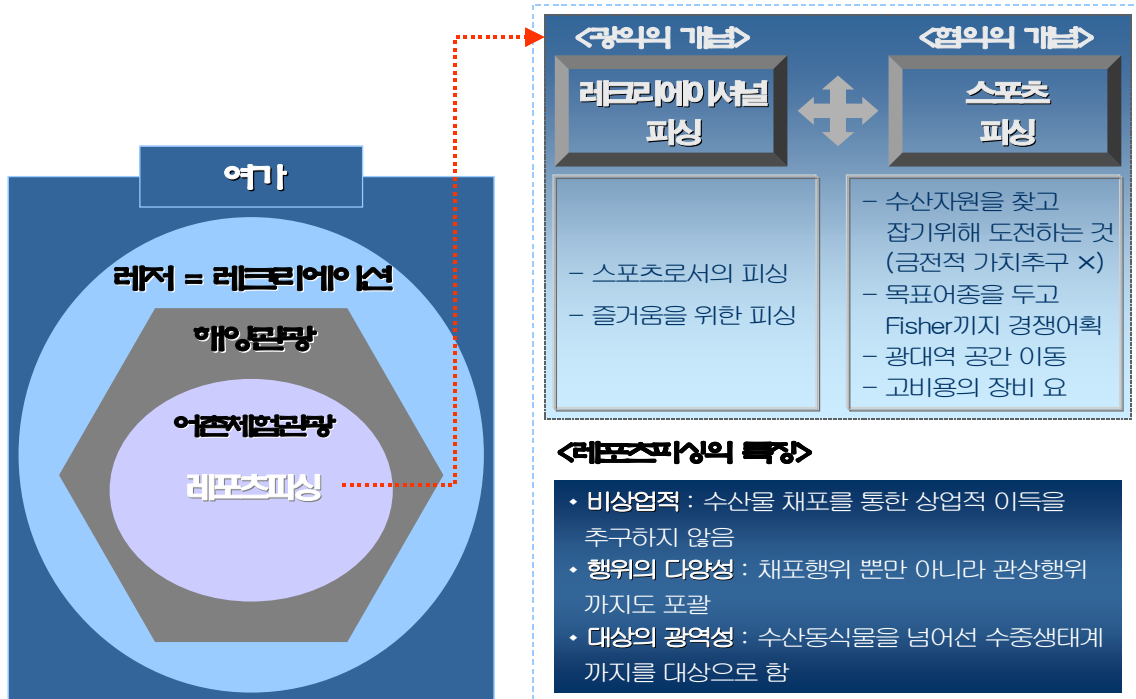 여가
레저 = 레크리에이션
해양관광
어촌체험관광
레포츠피싱
<광의의 개념>
레크리에이셔널
피싱
- 스포츠로서의 피싱
- 즐거움을 위한 피싱
<협의의 개념>
스포츠
피싱
- 수산자원을 찾고
잡기위해 도전하는 것
(금전적 가치추구 ×)
- 목표어종을 두고
Fisher끼지 경쟁어획
- 광대역 공간 이동
- 고비용의 장비 요
<레포츠피싱의 특징>
• 비상업적 : 수산물 채포를 통한 상업적 이득을
추구하지 않음
• 행위의 다양성 : 채포행위 뿐만 아니라 관상행위
까지도 포괄
• 대상의 광역성 : 수산동식물을 넘어선 수중생태계
까지를 대상으로 함